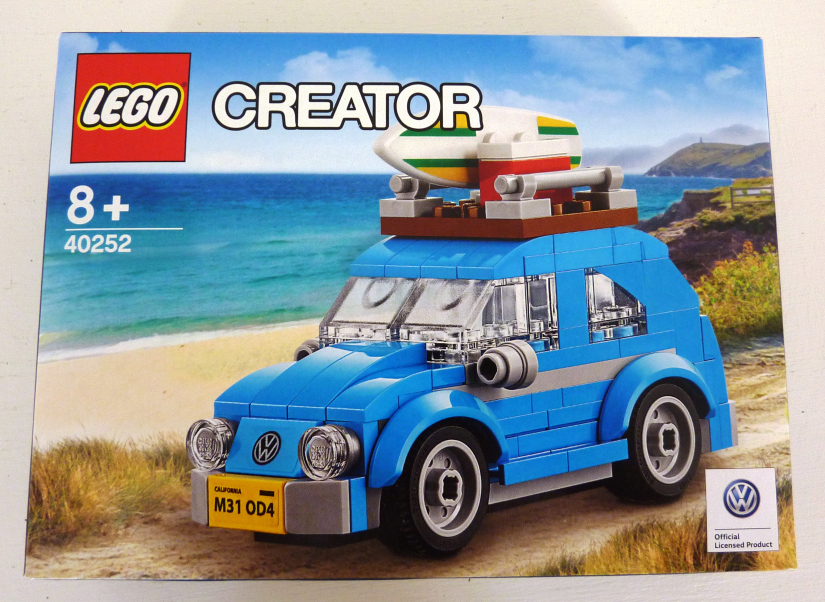 LEGO
CREATOR
8+
40252
CALIFORNIA
M31 OD4
Official
Licensed Product